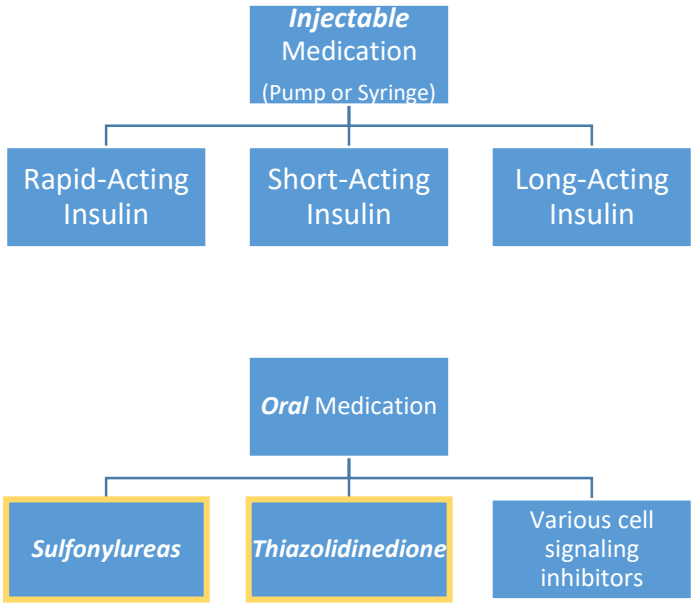 Injectable
Medication
(Pump or Syringe)
Rapid-Acting
Insulin
Short-Acting
Insulin
Long-Acting
Insulin
Oral Medication
Sulfonylureas
Thiazolidinedione
Various cell
signaling
inhibitors